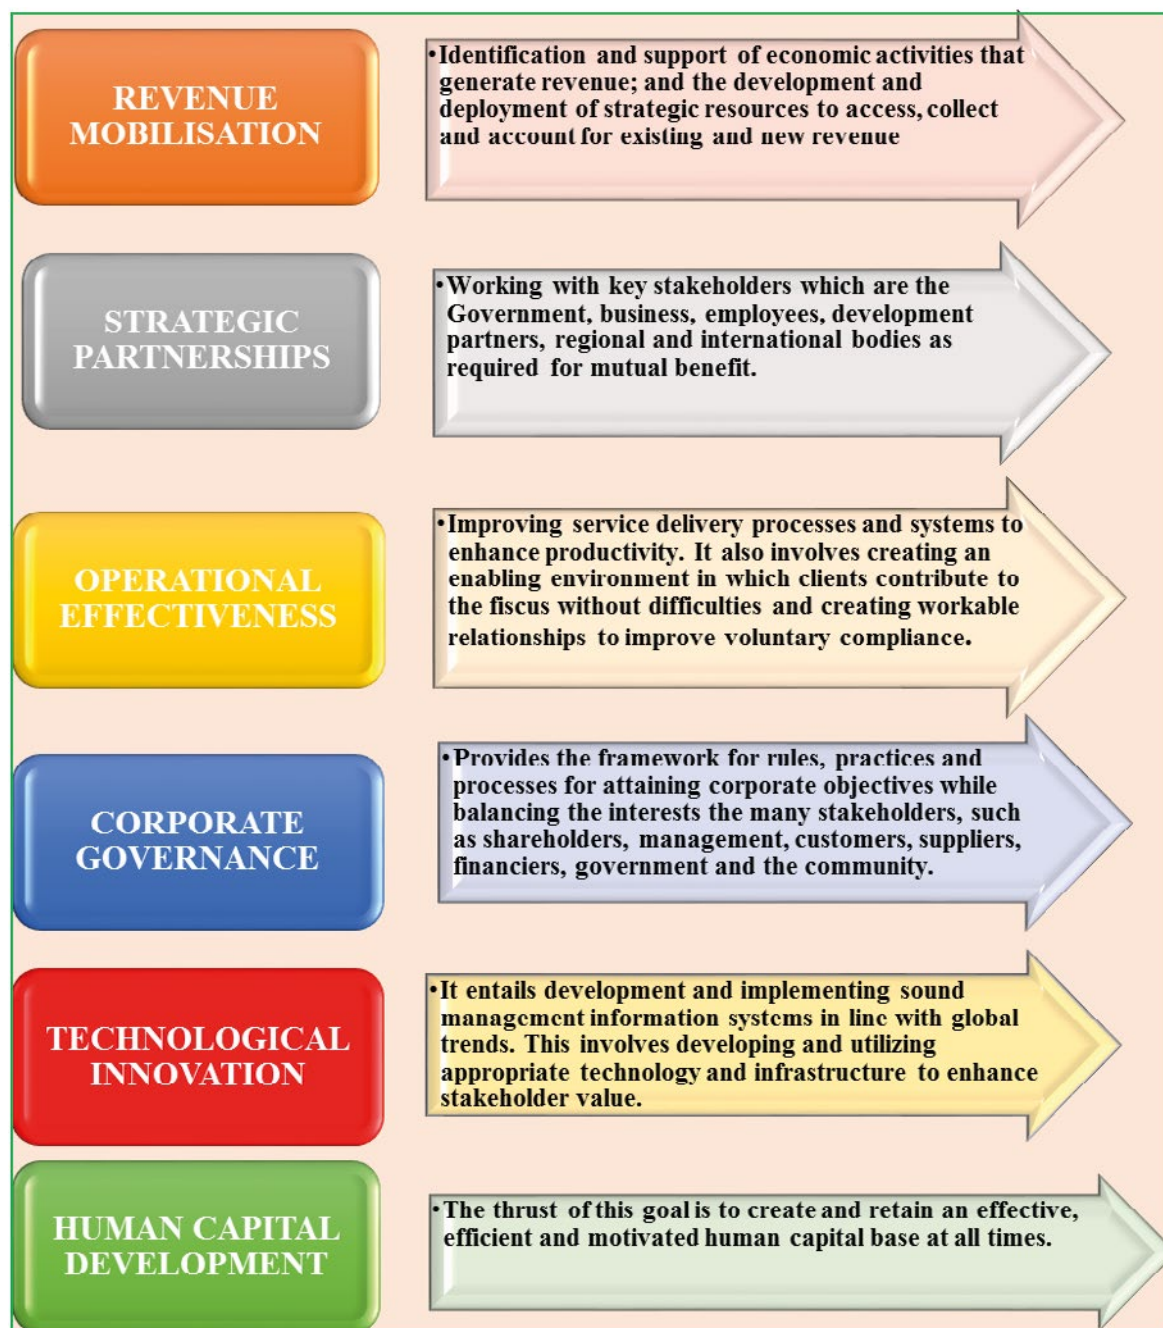 REVENUE
MOBILISATION
•Identification and support of economic activities that
generate revenue; and the development and
deployment of strategic resources to access, collect
and account for existing and new revenue
STRATEGIC
PARTNERSHIPS
•Working with key stakeholders which are the
Government, business, employees, development
partners, regional and international bodies as
required for mutual benefit.
OPERATIONAL
EFFECTIVENESS
•Improving service delivery processes and systems to
enhance productivity. It also involves creating an
enabling environment in which clients contribute to
the fiscus without difficulties and creating workable
relationships to improve voluntary compliance.
CORPORATE
GOVERNANCE
•Provides the framework for rules, practices and
processes for attaining corporate objectives while
balancing the interests the many stakeholders, such
as shareholders, management, customers, suppliers,
financiers, government and the community.
TECHNOLOGICAL
INNOVATION
•It entails development and implementing sound
management information systems in line with global
trends. This involves developing and utilizing
appropriate technology and infrastructure to enhance
stakeholder value.
HUMAN CAPITAL
DEVELOPMENT
•The thrust of this goal is to create and retain an effective,
efficient and motivated human capital base at all times.